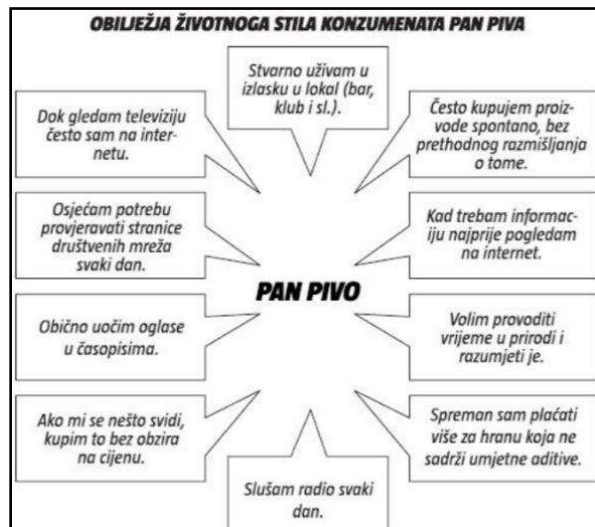 OBILJEŽJA ŽIVOTNOGA STILA KONZUMENATA PAN PIVA
Stvarno uživam u
izlasku u lokal (bar,
klub i sl.).
Dok gledam televiziju
često sam na inter-
netu.
Često kupujem proiz-
vode spontano, bez
prethodnog razmišljanja
o tome.
Osjećam potrebu
provjeravati stranice
društvenih mreža
svaki dan.
Kad trebam informac-
iju najprije pogledam
na internet.
PAN PIVO
Obično uočim oglase
u časopisima.
Volim provoditi
vrijeme u prirodi i
razumjeti je.
Ako mi se nešto svidi,
kupim to bez obzira
na cijenu.
Spreman sam plaćati
više za hranu koja ne
sadrži umjetne aditive.
Slušam radio svaki
dan.